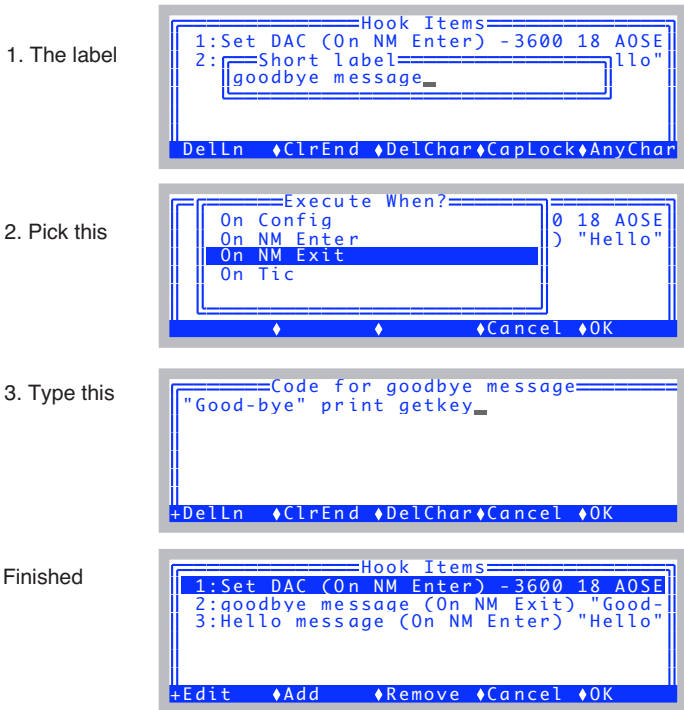 1. The label
Hook Items
1:Set DAC (On NM Enter) -3600 18 AOSE
2: Short label llo"
goodbye message
DelLn ♦ClrEnd ♦DelChar♦CapLock♦AnyChar
2. Pick this
Execute When?
On Config 0 18 AOSE
On NM Enter ) "Hello"
On NM Exit
On Tic
♦ ♦ ♦Cancel ♦OK
3. Type this
Code for goodbye message
"Good-bye" print getkey
+DelLn ♦ClrEnd ♦DelChar♦Cancel ♦OK
Finished
Hook Items
1:Set DAC (On NM Enter) -3600 18 AOSE
2:goodbye message (On NM Exit) "Good-
3:Hello message (On NM Enter) "Hello"
+Edit ♦Add ♦Remove ♦Cancel ♦OK